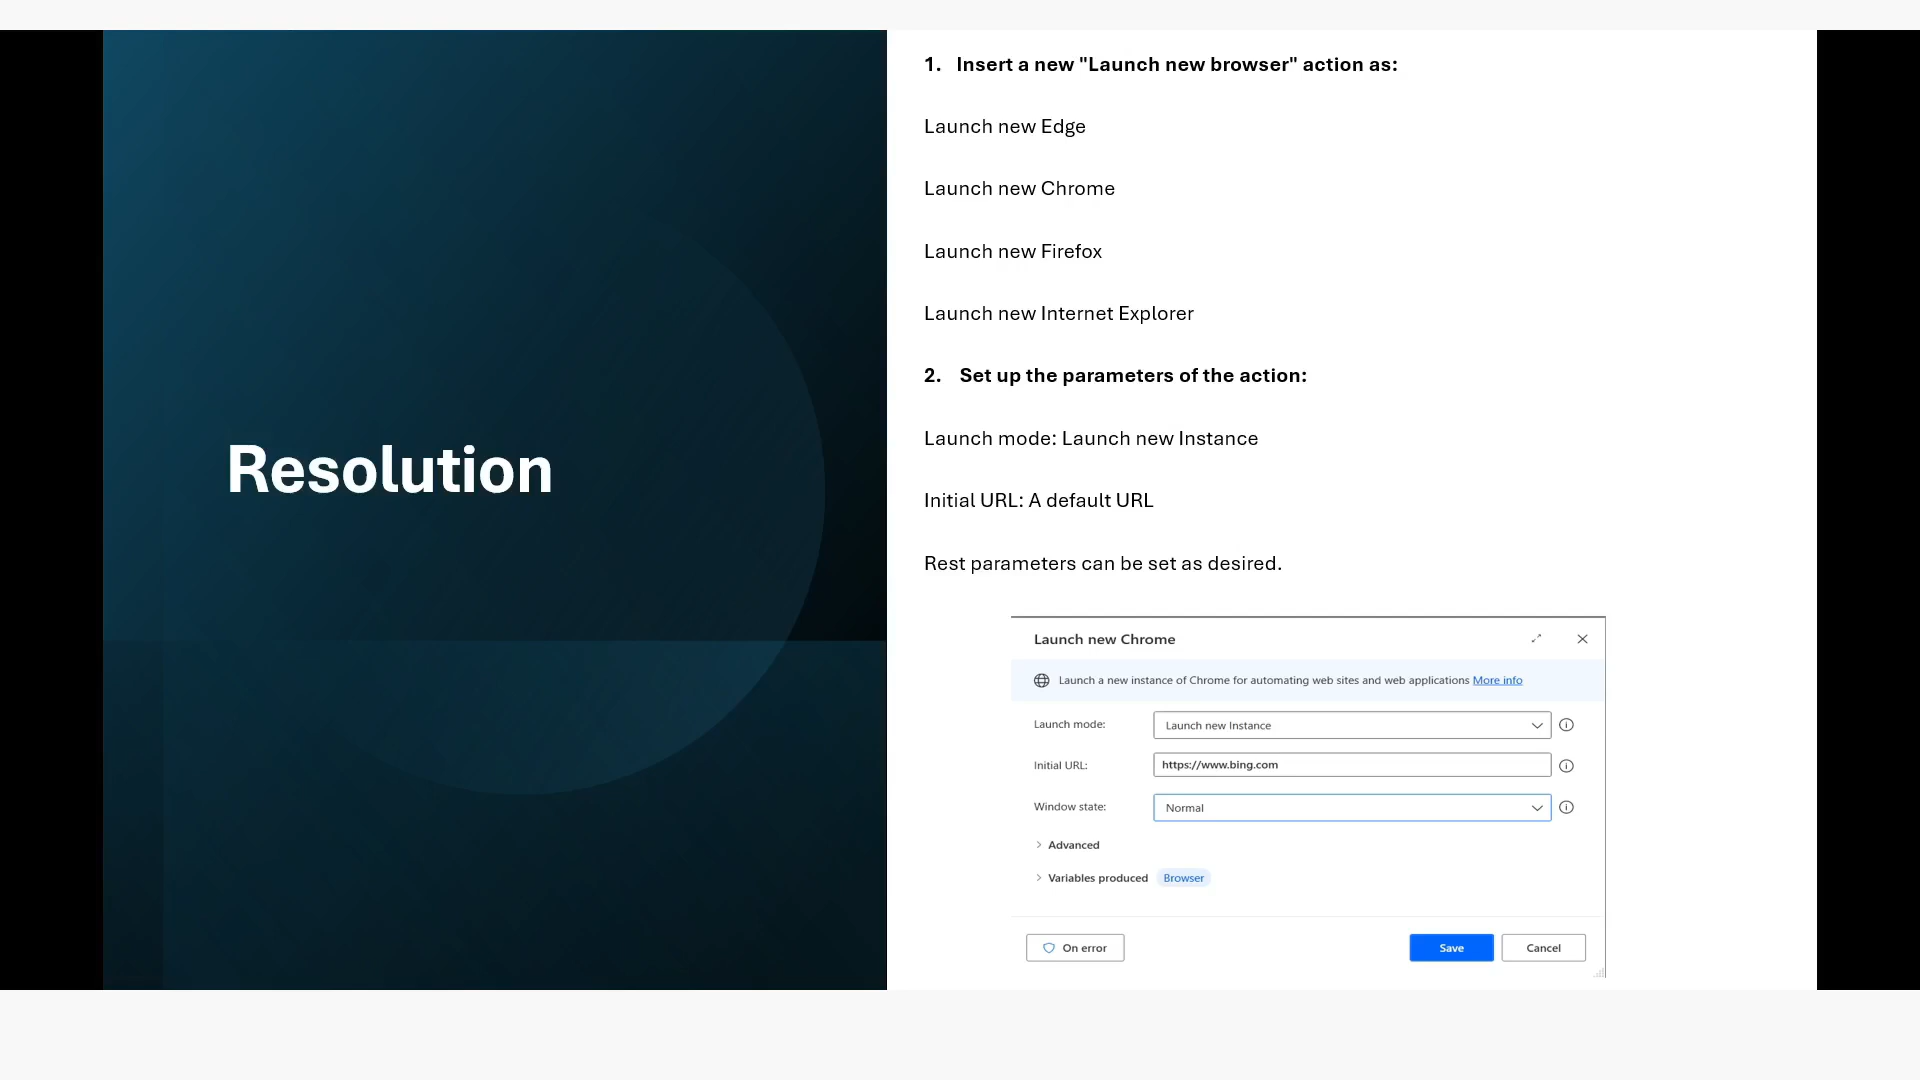 Resolution
1. Insert a new "Launch new browser" action as:
Launch new Edge
Launch new Chrome
Launch new Firefox
Launch new Internet Explorer
2. Set up the parameters of the action:
Launch mode: Launch new Instance
Initial URL: A default URL
Rest parameters can be set as desired.
Launch new Chrome
Launch a new instance of Chrome for automating web sites and web applications More info
Launch mode: Launch new Instance
Initial URL: https://www.bing.com
Window state: Normal
Advanced
Variables produced Browser
On error Save Cancel